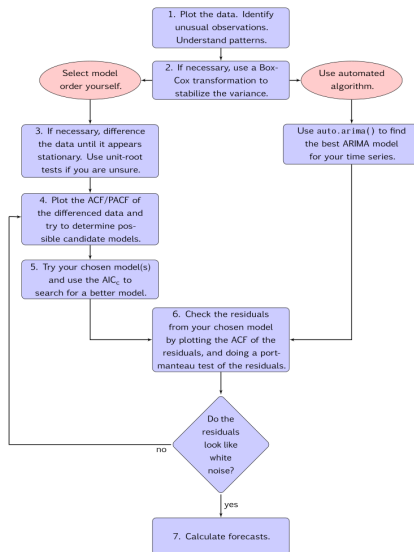 1. Plot the data. Identify
unusual observations.
Understand patterns.
Select model
order yourself.
2. If necessary, use a Box-
Cox transformation to
stabilize the variance.
Use automated
algorithm.
3. If necessary, difference
the data until it appears
stationary. Use unit-root
tests if you are unsure.
Use auto.arima() to find
the best ARIMA model
for your time series.
4. Plot the ACF/PACF of
the differenced data and
try to determine pos-
sible candidate models.
5. Try your chosen model(s)
and use the AICc to
search for a better model.
6. Check the residuals
from your chosen model
by plotting the ACF of the
residuals, and doing a port-
manteau test of the residuals.
Do the
residuals
look like
white
noise?
no
yes
7. Calculate forecasts.